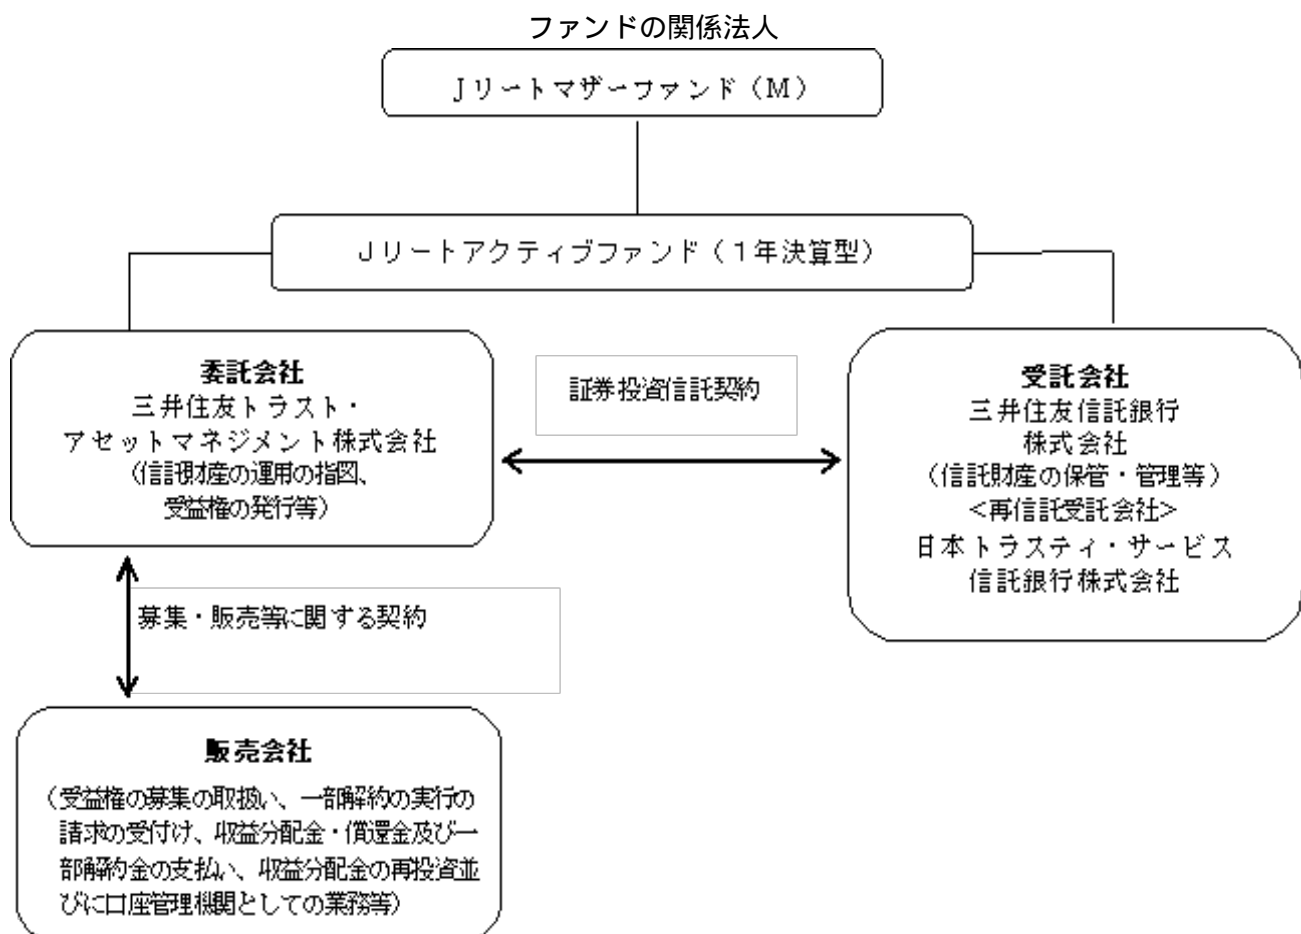 ファンドの関係法人
Jリートマザーファンド（M）
Jリートアクティブファンド（1年決算型）
委託会社
三井住友トラスト・
アセットマネジメント株式会社
（信託財産の運用の指図、
受益権の発行等）
証券投資信託契約
受託会社
三井住友信託銀行
株式会社
（信託財産の保管・管理等）
＜再信託受託会社＞
日本トラスティ・サービス
信託銀行株式会社
募集・販売等に関する契約
販売会社
（受益権の募集の取扱い、一部解約の実行の
請求の受付け、収益分配金・償還金及び一
部解約金の支払い、収益分配金の再投資並
びに口座管理機関としての業務等）